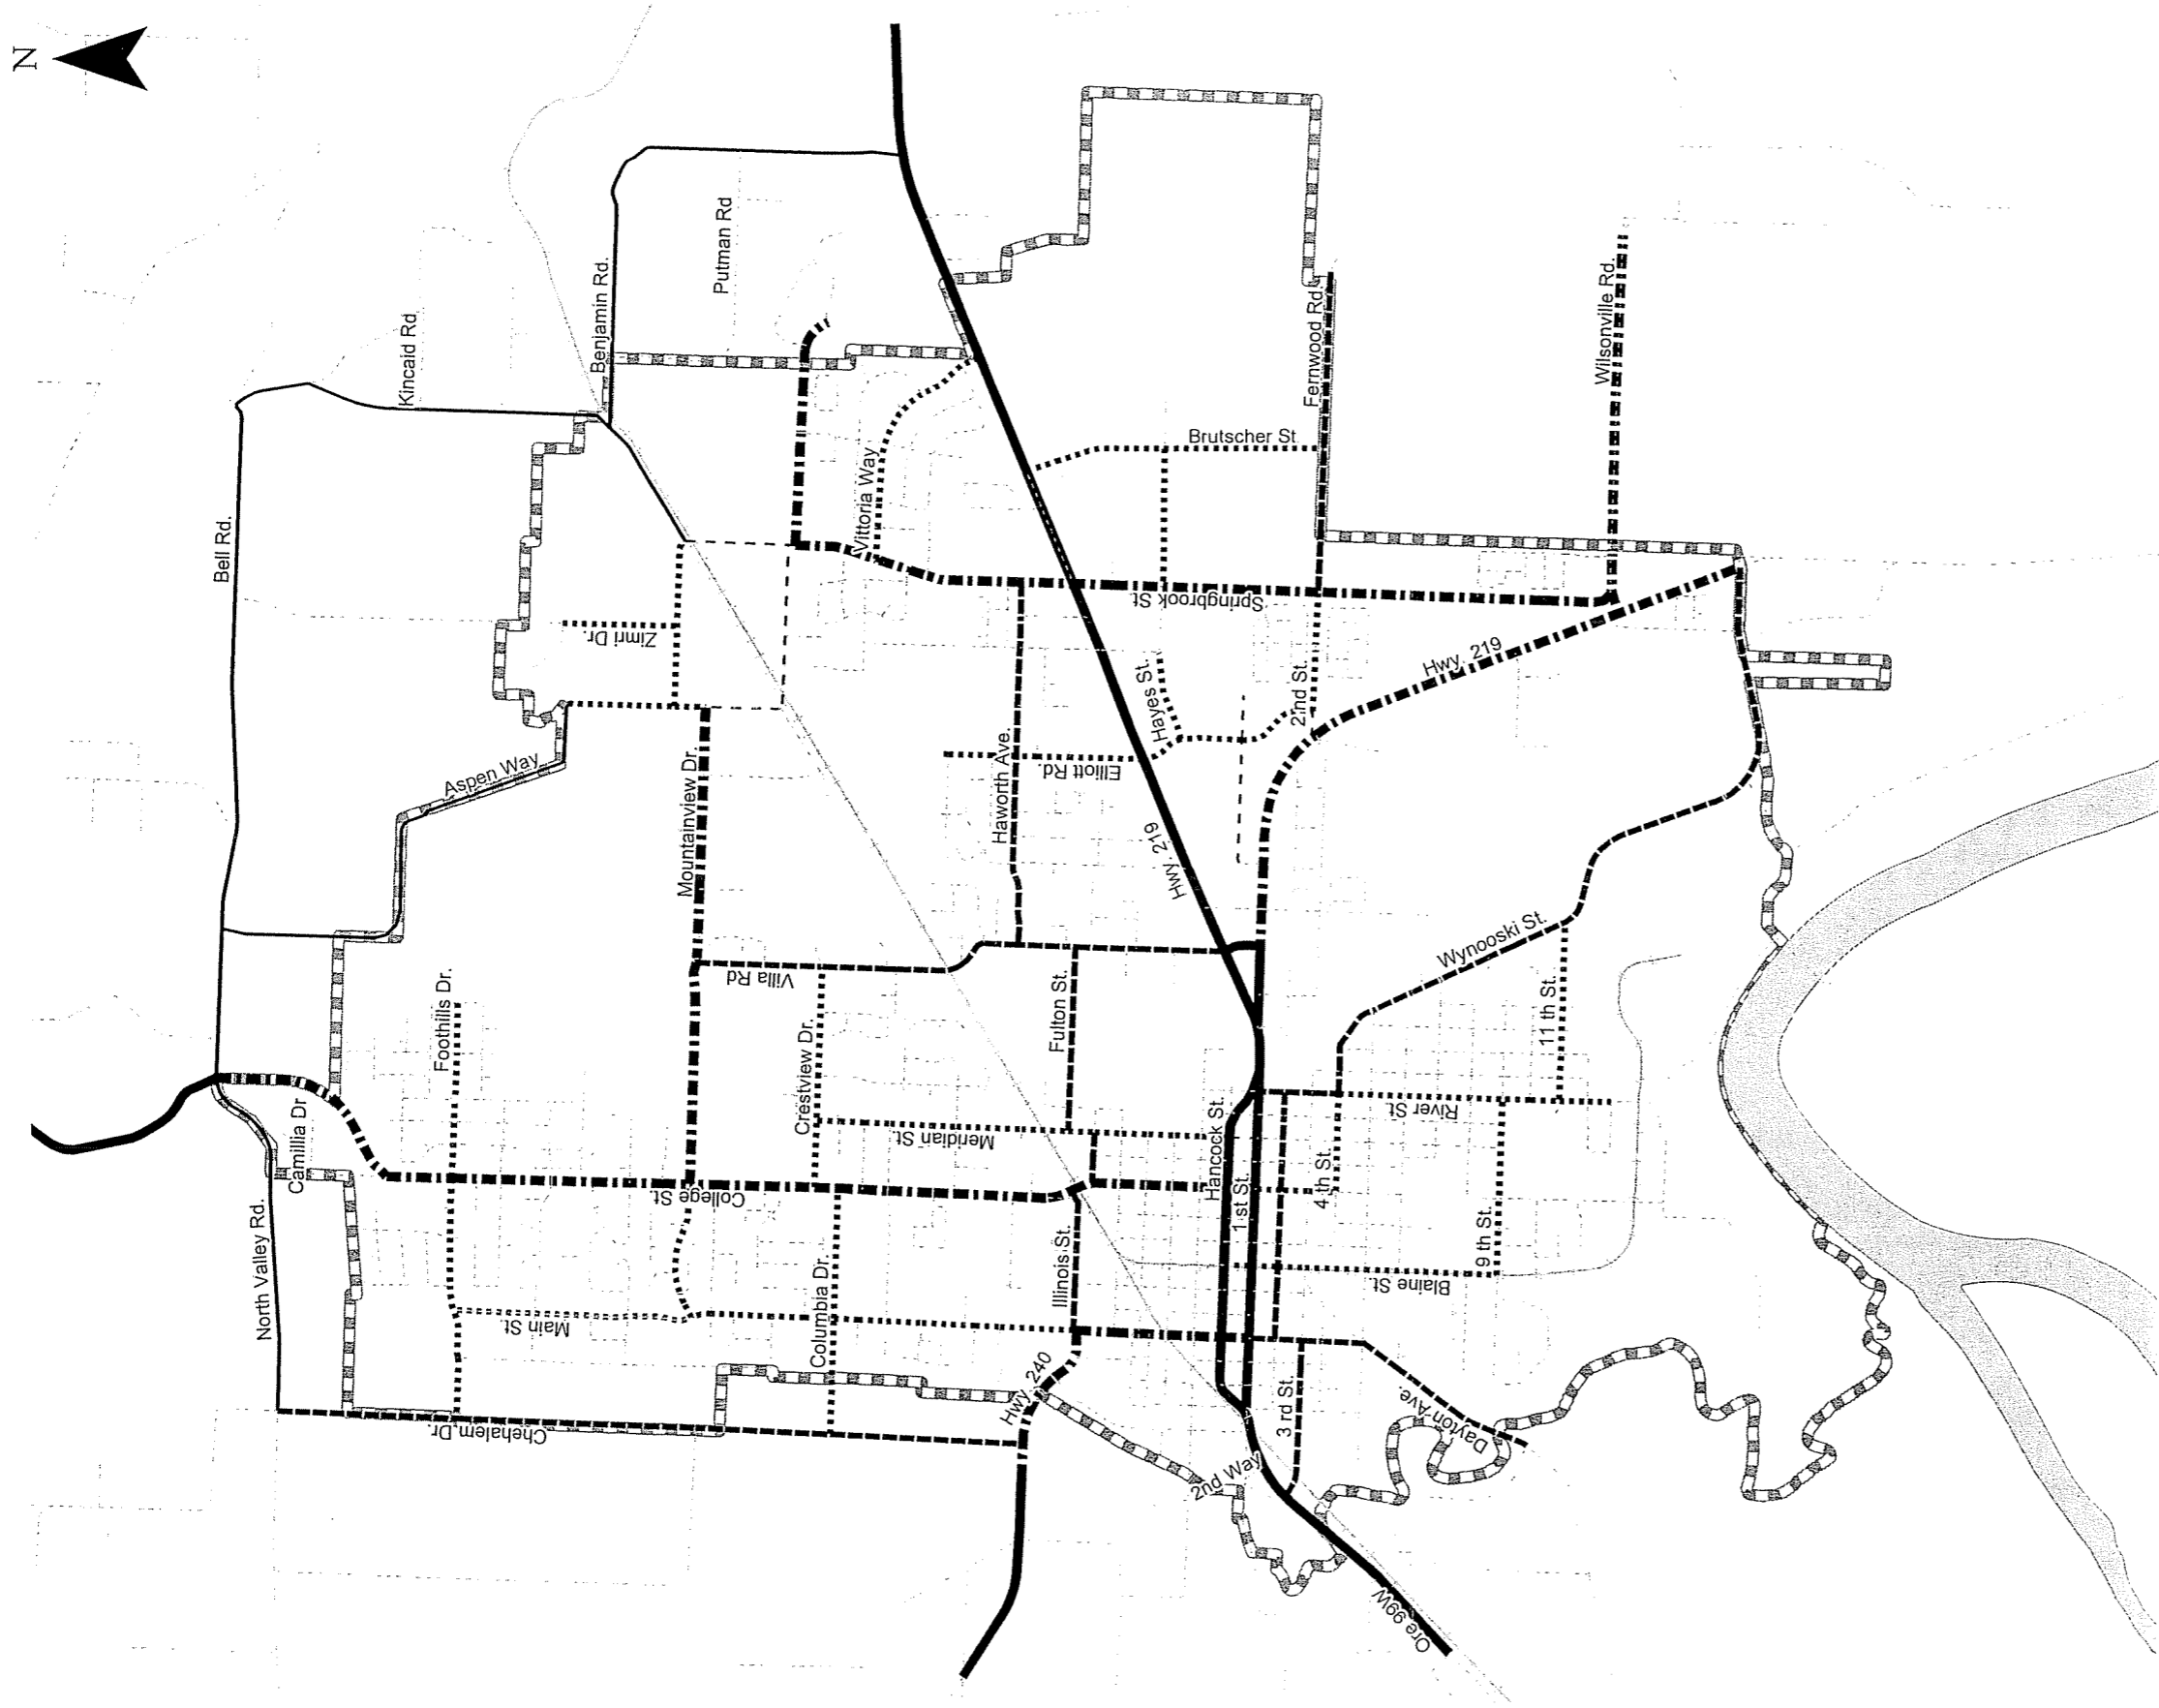 N
Kincaid Rd
Benjamin Rd.
Putman Rd
Bell Rd.
Vittoria Way
Brutscher St
Fernwood Rd.
Wilsonville Rd.
Zimri Dr.
Springbrook St
Aspen Way
Mountainview Dr.
Haworth Ave.
Elliott Rd.
Hayes St.
2nd St.
Hwy. 219
Hwy. 219
Foothills Dr.
Villa Rd
Crestview Dr.
Fulton St.
Wynooski St.
11 th St.
Camillia Dr
Meridian St
Hancock St.
River St
4 th St.
North Valley Rd.
College St.
1 st St.
9 th St.
Main St.
Columbia Dr.
Illinois St.
Blaine St.
Chehalem Dr.
Hwy. 240
3 rd St.
Dayton Ave.
2nd Way
Ore 99W